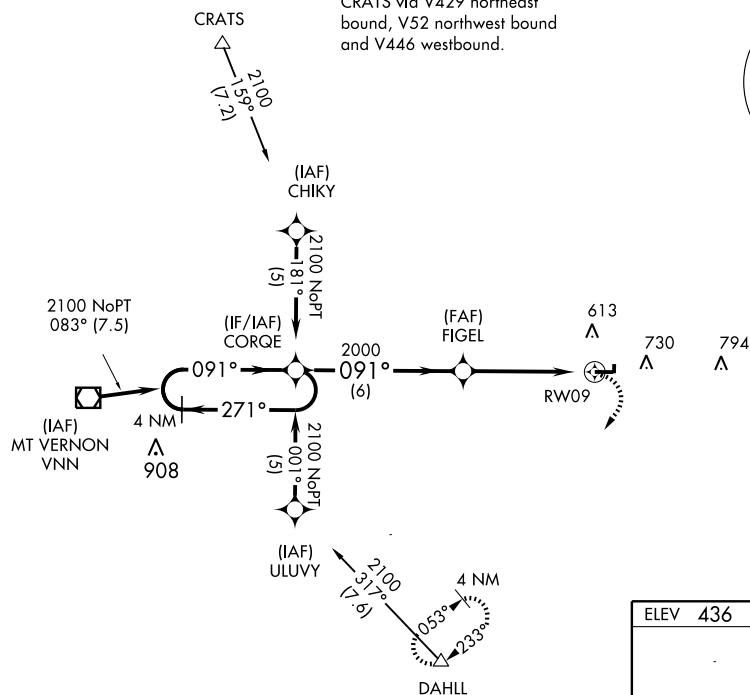 CRATS via V429 northeast
bound, V52 northwest bound
and V446 westbound.
CRATS
2100
159°
(7.2)
(IAF)
CHIKY
2100 NoPT
181°
(5)
2100 NoPT
083° (7.5)
(IF/IAF)
CORQE
(FAF)
FIGEL
613
730
794
2000
091°
091°
(6)
RW09
271°
4 NM
(IAF)
MT VERNON
VNN
908
2100 NoPT
001°
(5)
(IAF)
ULUVY
2100
317°
(7.6)
4 NM
053°
233°
DAHLL
ELEV 436